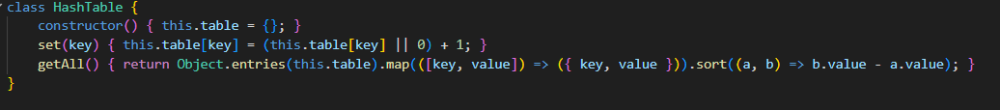 class HashTable {
    constructor() { this.table = {}; }
    set(key) { this.table[key] = (this.table[key] || 0) + 1; }
    getAll() { return Object.entries(this.table).map(([key, value]) => ({ key, value })).sort((a, b) => b.value - a.value); }
}